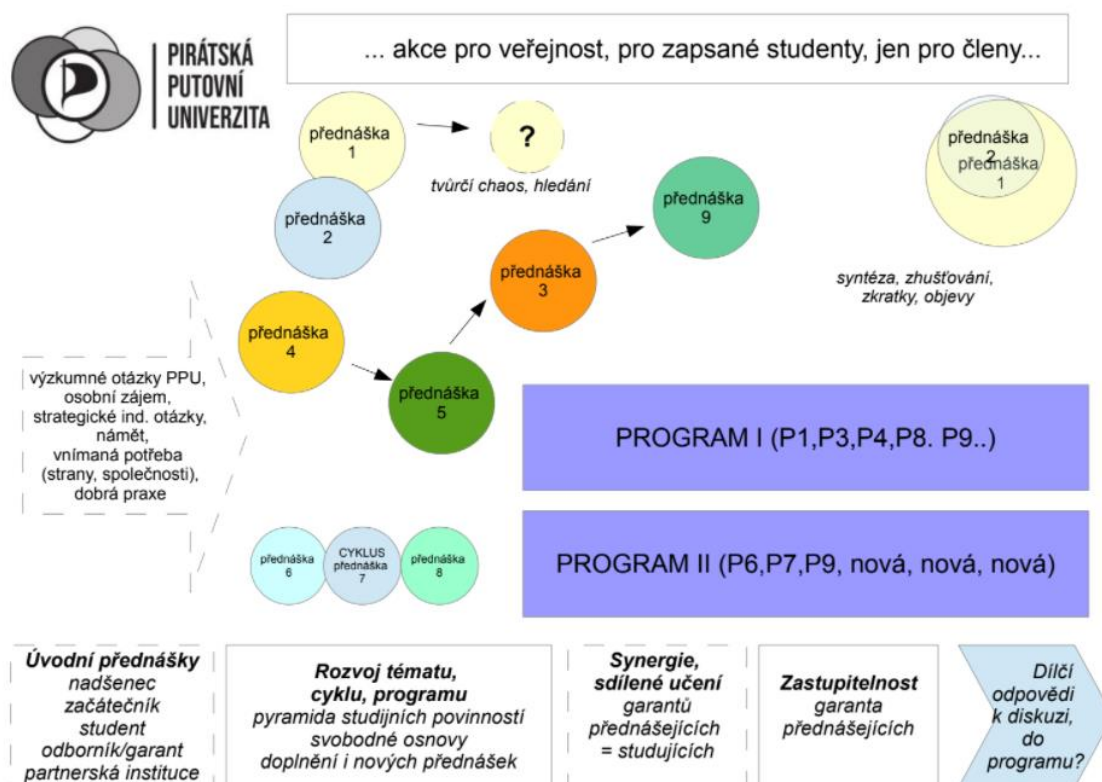 PIRÁTSKÁ
PUTOVNÍ
UNIVERZITA
... akce pro veřejnost, pro zapsané studenty, jen pro členy...
přednáška
1
?
tvůrčí chaos, hledání
přednáška
2
přednáška
1
přednáška
2
přednáška
9
přednáška
3
syntéza, zhušťování,
zkratky, objevy
přednáška
4
přednáška
5
výzkumné otázky PPU,
osobní zájem,
strategické ind. otázky,
námět,
vnímaná potřeba
(strany, společnosti),
dobrá praxe
PROGRAM I (P1,P3,P4,P8. P9..)
přednáška
6
CYKLUS
přednáška
7
přednáška
8
PROGRAM II (P6,P7,P9, nová, nová, nová)
Úvodní přednášky
nadšenec
začátečník
student
odborník/garant
partnerská instituce
Rozvoj tématu,
cyklu, programu
pyramida studijních povinností
svobodné osnovy
doplnění i nových přednášek
Synergie,
sdílené učení
garantů
přednášejících
= studujících
Zastupitelnost
garanta
přednášejících
Dílčí
odpovědi
k diskuzi,
do
programu?